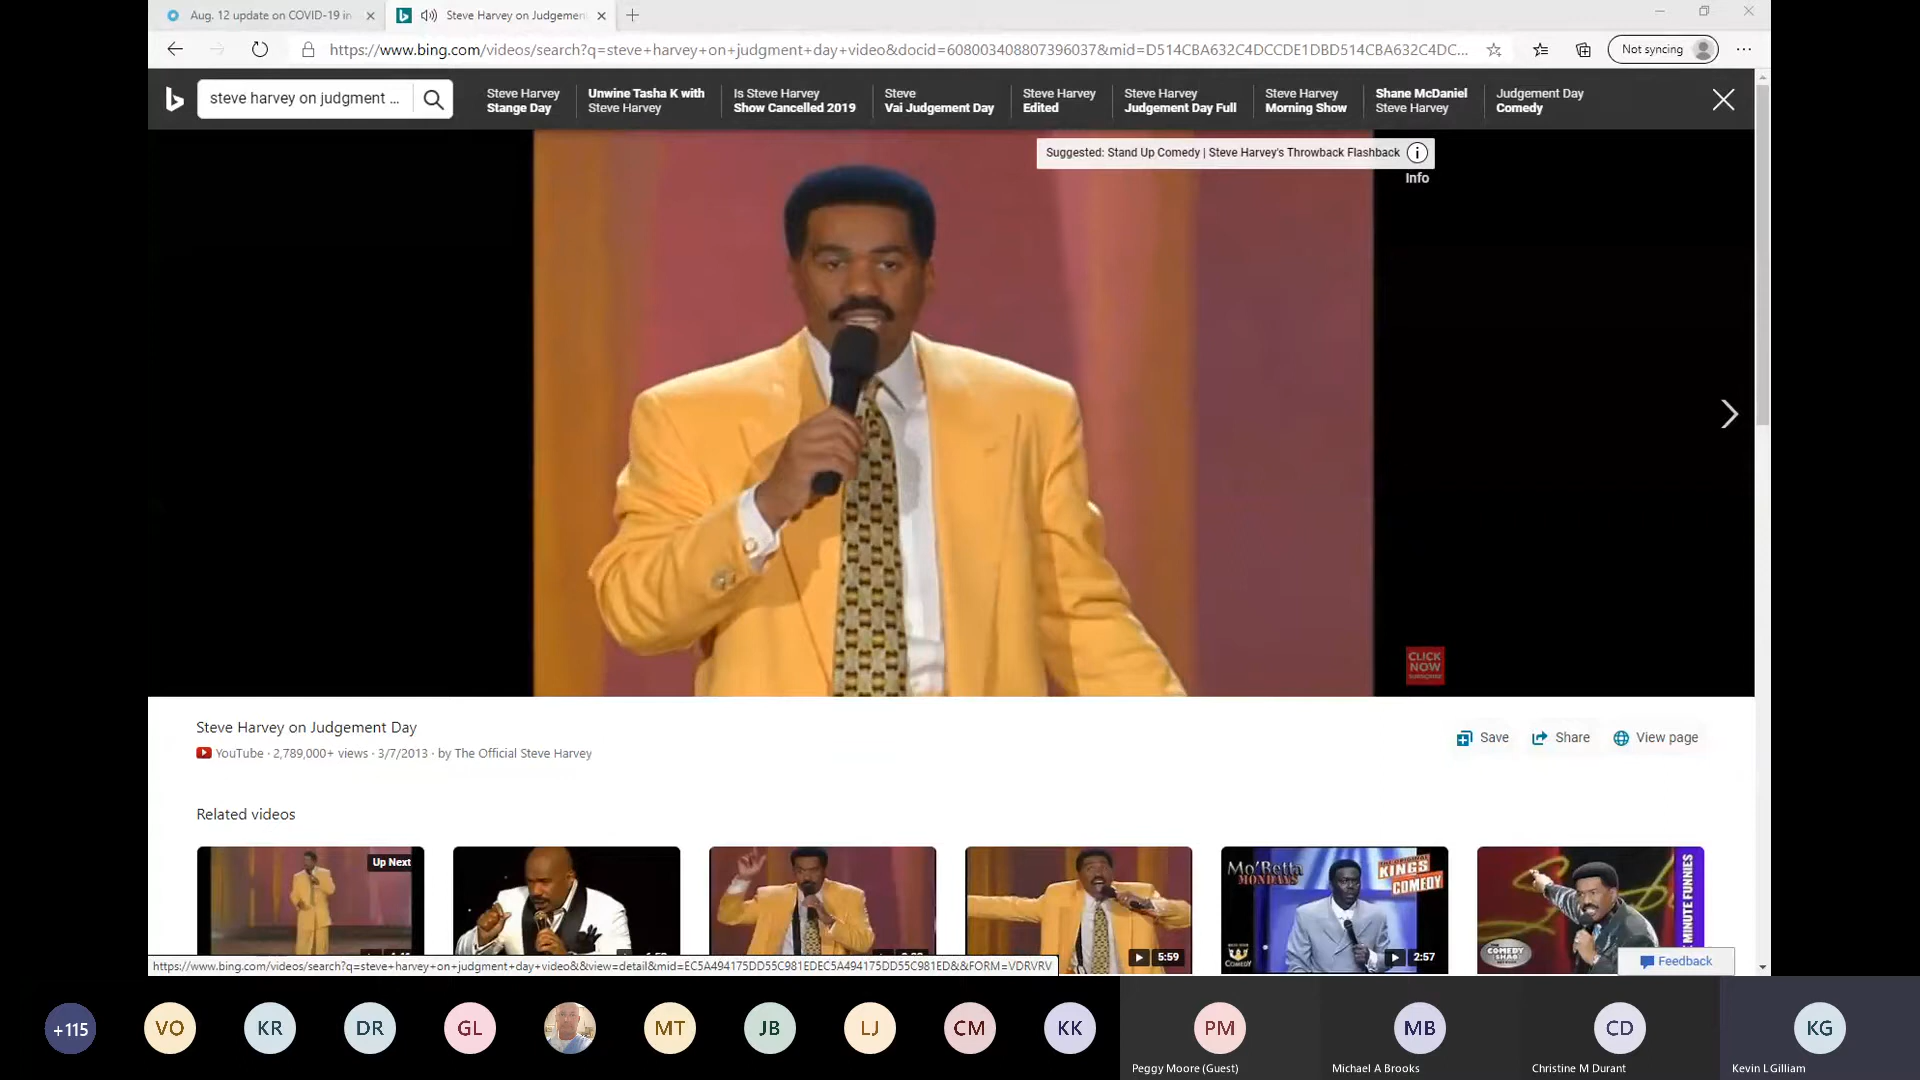 Aug. 12 update on COVID-19 in
Steve Harvey on Judgemen
https://www.bing.com/videos/search?q=steve+harvey+on+judgment+day+video&docid=608003408807396037&mid=D514CBA632C4DCCDE1DBD514CBA632C4DC...
Not syncing
steve harvey on judgment ...
Steve Harvey
Stange Day
Unwine Tasha K with
Steve Harvey
Is Steve Harvey
Show Cancelled 2019
Steve
Vai Judgement Day
Steve Harvey
Edited
Steve Harvey
Judgement Day Full
Steve Harvey
Morning Show
Shane McDaniel
Steve Harvey
Judgement Day
Comedy
Suggested: Stand Up Comedy | Steve Harvey's Throwback Flashback
Info
CLICK
NOW
SUBSCRIBE
Steve Harvey on Judgement Day
YouTube · 2,789,000+ views · 3/7/2013 · by The Official Steve Harvey
Save
Share
View page
Related videos
Up Next
5:59
Mo'Betta
MONDAYS
THE ORIGINAL
KINGS
COMEDY
2:57
COMEDY
THE
COMEDY
SHAQ
MINUTE FUNNIES
Feedback
https://www.bing.com/videos/search?q=steve+harvey+on+judgment+day+video&&view=detail&mid=EC5A494175DD55C981EDEC5A494175DD55C981ED&&FORM=VDRVRV
+115
VO
KR
DR
GL
MT
JB
LJ
CM
KK
PM
Peggy Moore (Guest)
MB
Michael A Brooks
CD
Christine M Durant
KG
Kevin L Gilliam